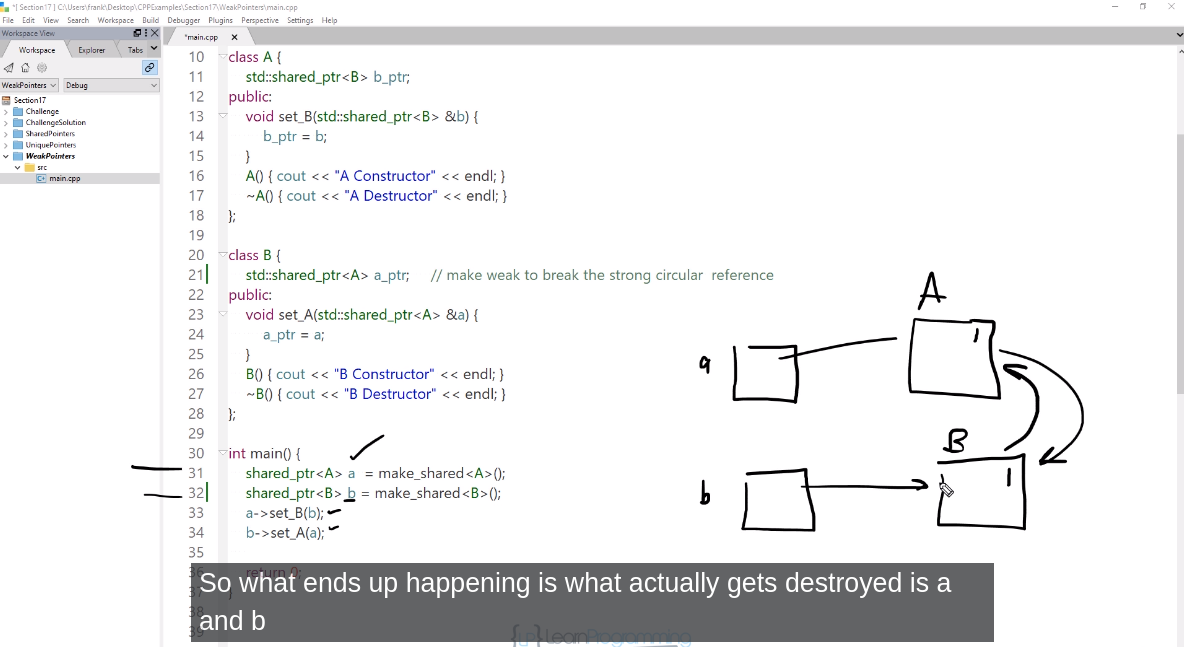 *[ Section17 ] C:\Users\frank\Desktop\CPPExamples\Section17\WeakPointers\main.cpp
File Edit View Search Workspace Build Debugger Plugins Perspective Settings Help
Workspace View
Workspace Explorer Tabs
WeakPointers Debug
Section17
Challenge
ChallengeSolution
SharedPointers
UniquePointers
WeakPointers
src
main.cpp
*main.cpp
10 class A {
11 std::shared_ptr<B> b_ptr;
12 public:
13 void set_B(std::shared_ptr<B> &b) {
14 b_ptr = b;
15 }
16 A() { cout << "A Constructor" << endl; }
17 ~A() { cout << "A Destructor" << endl; }
18 };
19
20 class B {
21 std::shared_ptr<A> a_ptr; // make weak to break the strong circular reference
22 public:
23 void set_A(std::shared_ptr<A> &a) {
24 a_ptr = a;
25 }
26 B() { cout << "B Constructor" << endl; }
27 ~B() { cout << "B Destructor" << endl; }
28 };
29
30 int main() {
31 shared_ptr<A> a = make_shared<A>();
32 shared_ptr<B> b = make_shared<B>();
33 a->set_B(b);
34 b->set_A(a);
35
36 return 0;
37 }
38
39
A
1
a
B
1
b
So what ends up happening is what actually gets destroyed is a
and b
{LP} LearnProgramming